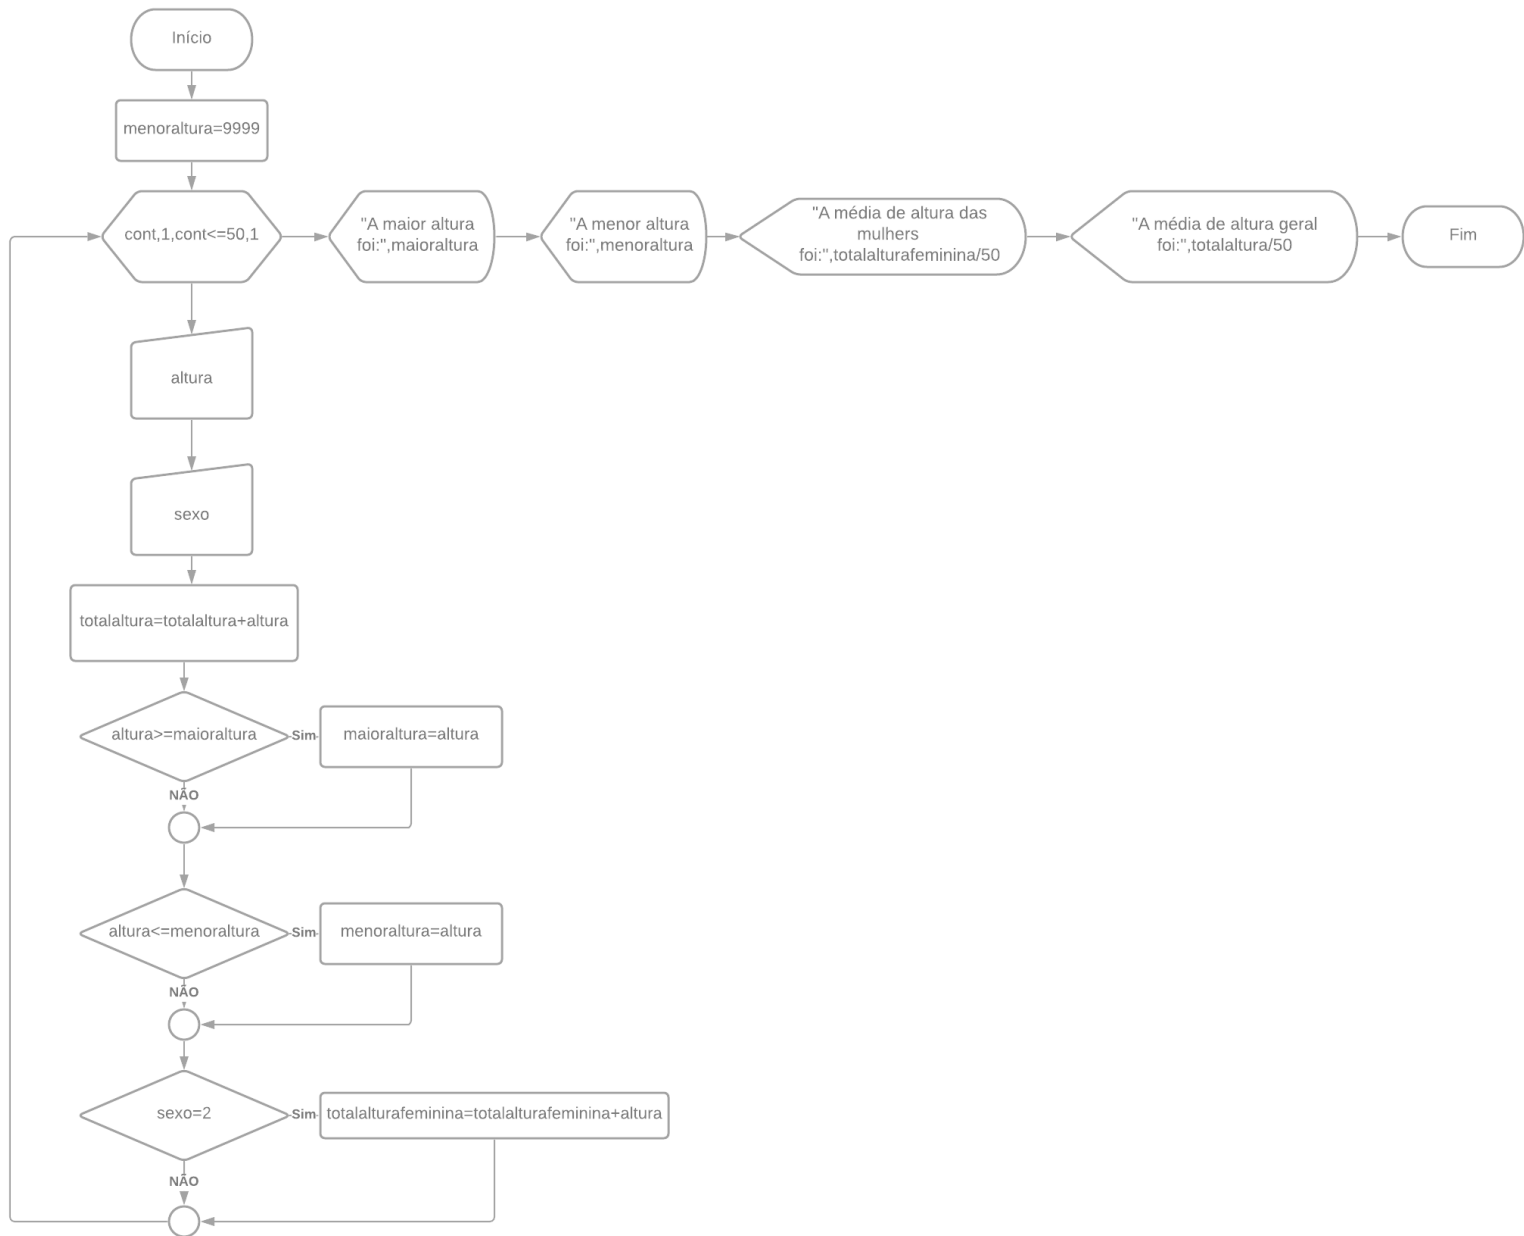 Início
menoraltura=9999
cont,1,cont<=50,1
"A maior altura
foi:",maioraltura
"A menor altura
foi:",menoraltura
"A média de altura das
mulhers
foi:",totalalturafeminina/50
"A média de altura geral
foi:",totalaltura/50
Fim
altura
sexo
totalaltura=totalaltura+altura
altura>=maioraltura
Sim
maioraltura=altura
NÃO
altura<=menoraltura
Sim
menoraltura=altura
NÃO
sexo=2
Sim
totalalturafeminina=totalalturafeminina+altura
NÃO